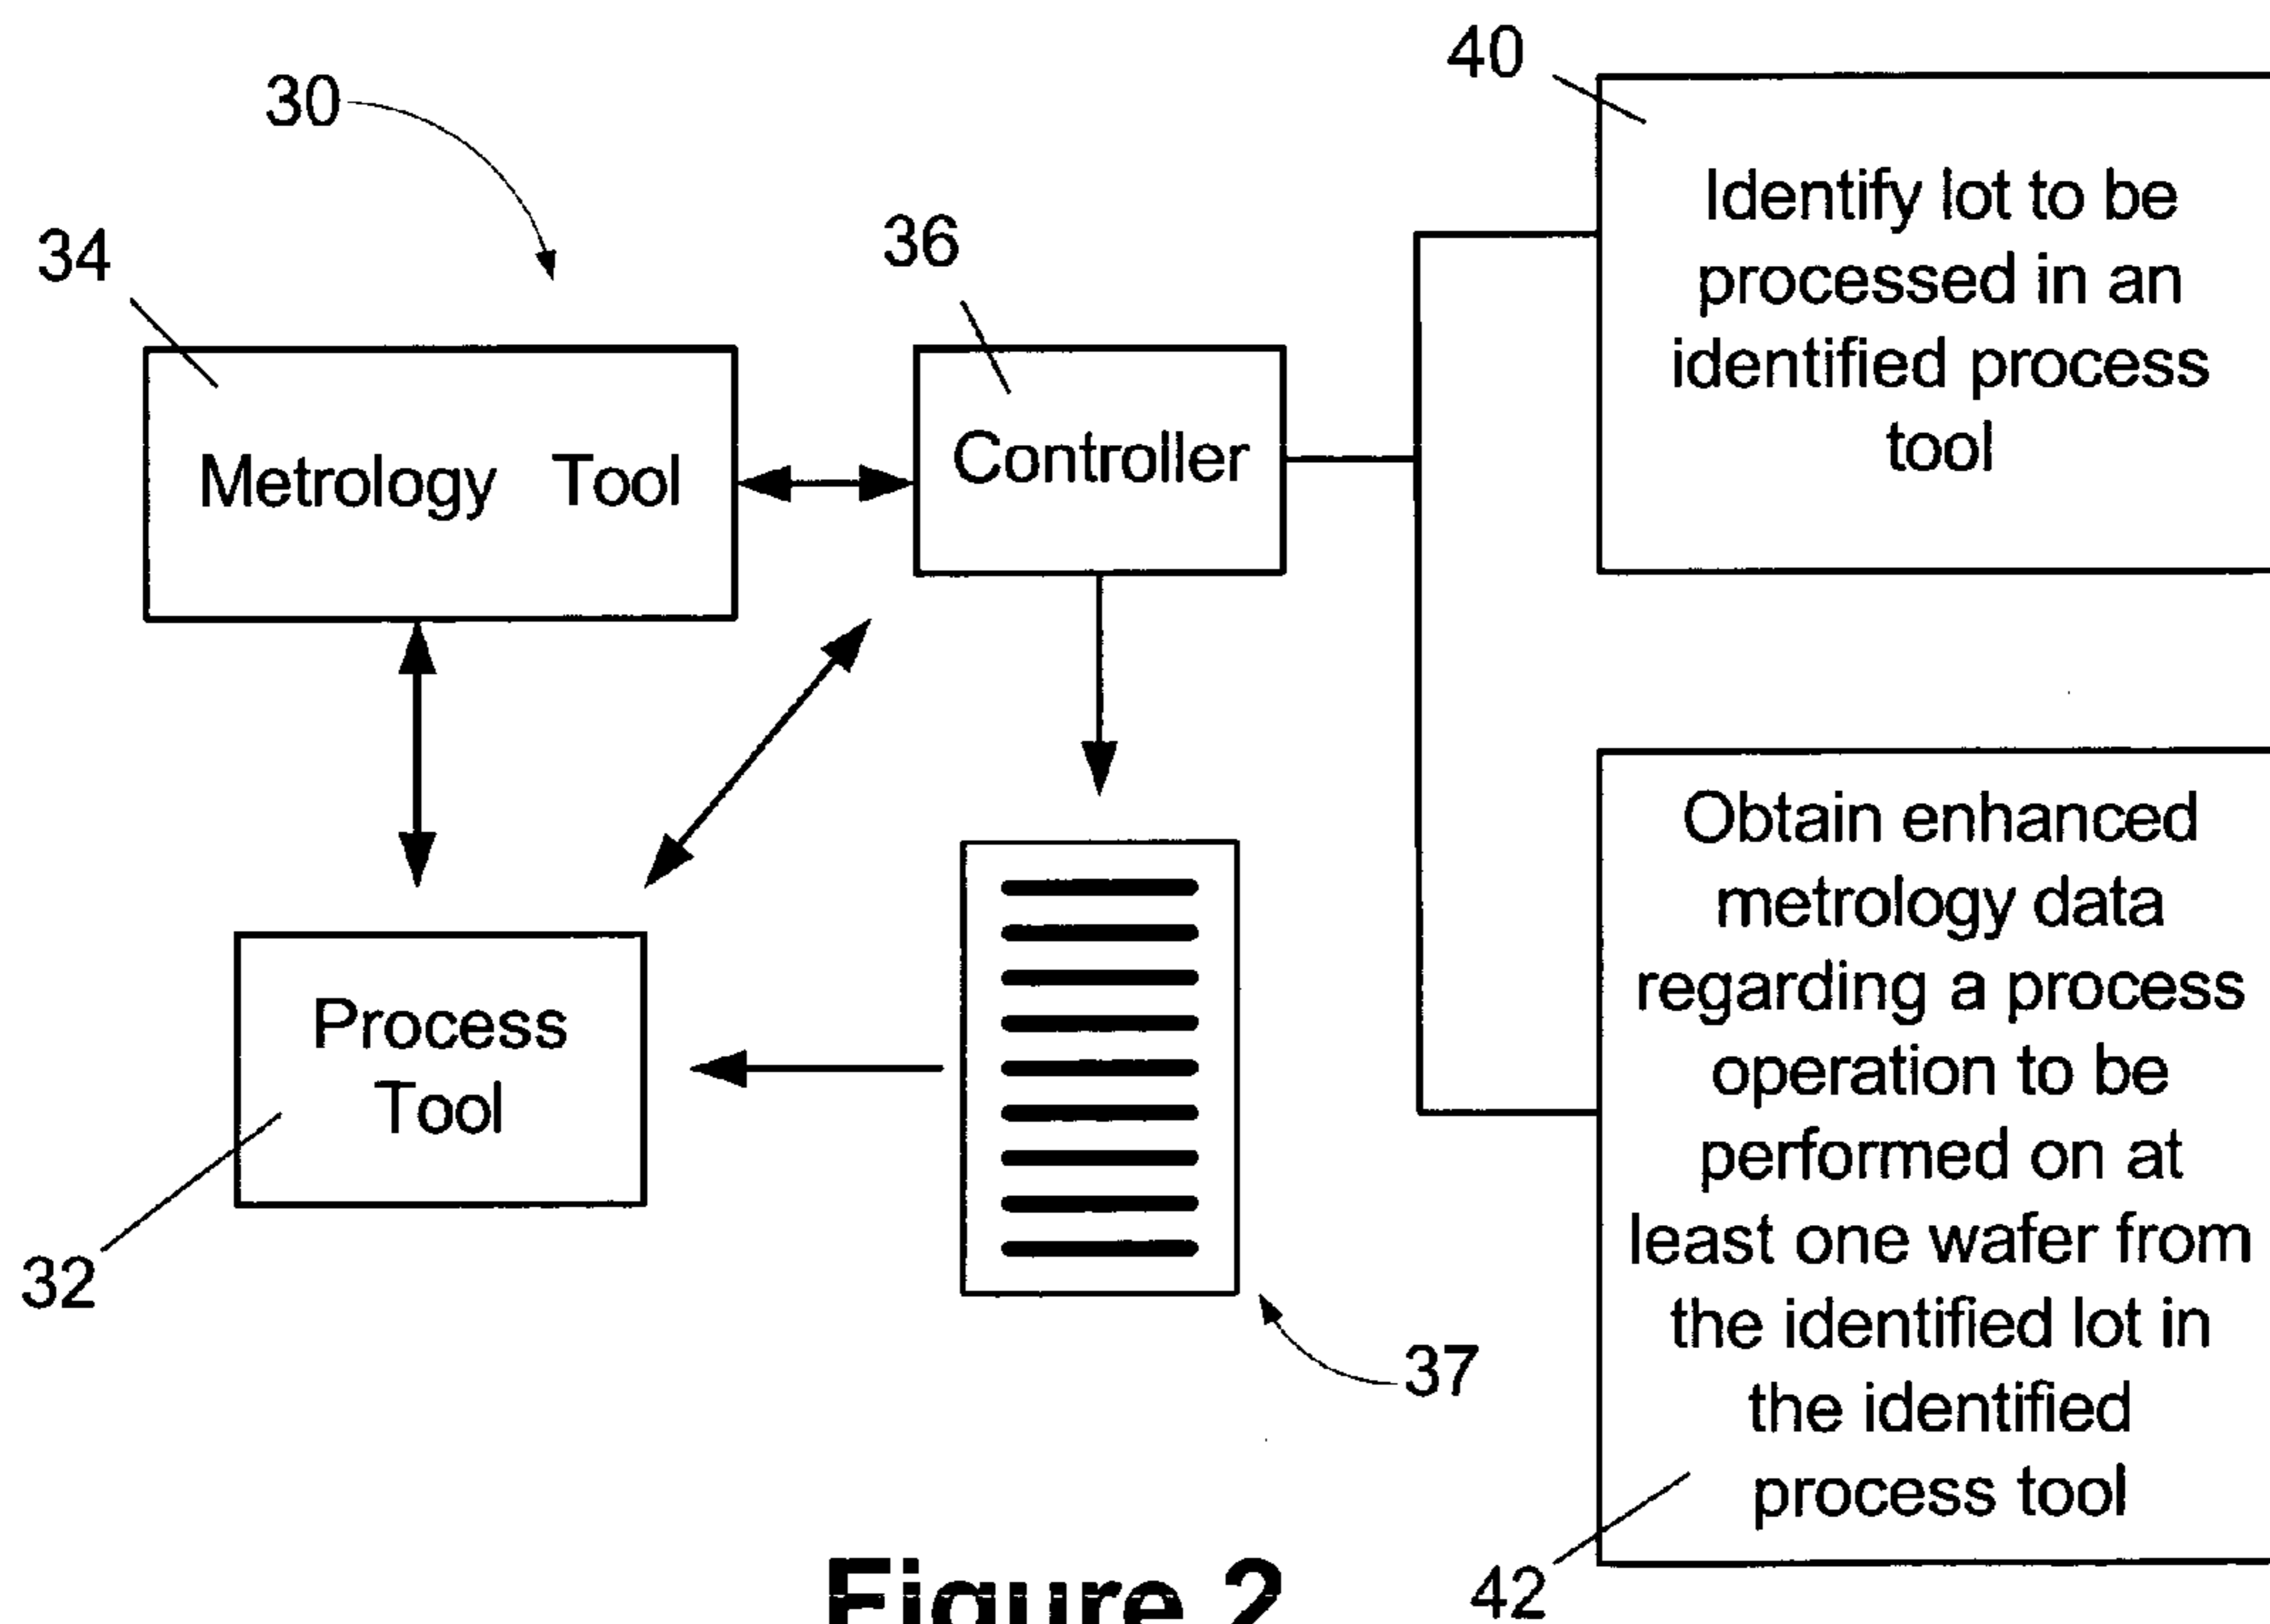 40
30
Identify lot to be
processed in an
identified process
tool
36
34
Controller
Metrology Tool
Obtain enhanced
metrology data
regarding a process
operation to be
performed on at
least one wafer from
the identified lot in
the identified
process tool
Process
Tool
32
37
42
Figure 2